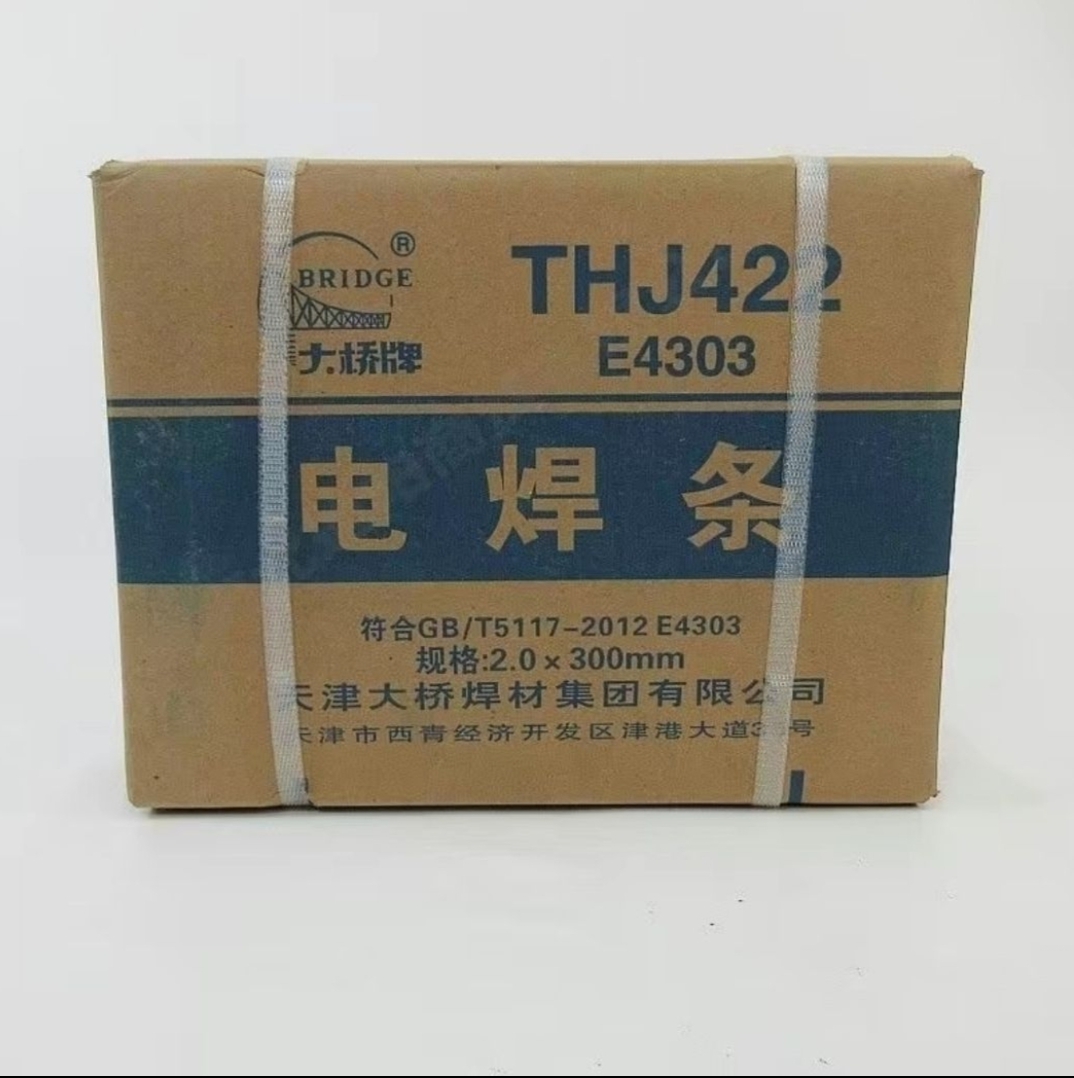 BRIDGE ®
大桥牌
THJ422
E4303
电焊条
符合GB/T5117-2012 E4303
规格:2.0×300mm
天津大桥焊材集团有限公司
天津市西青经济开发区津港大道 号